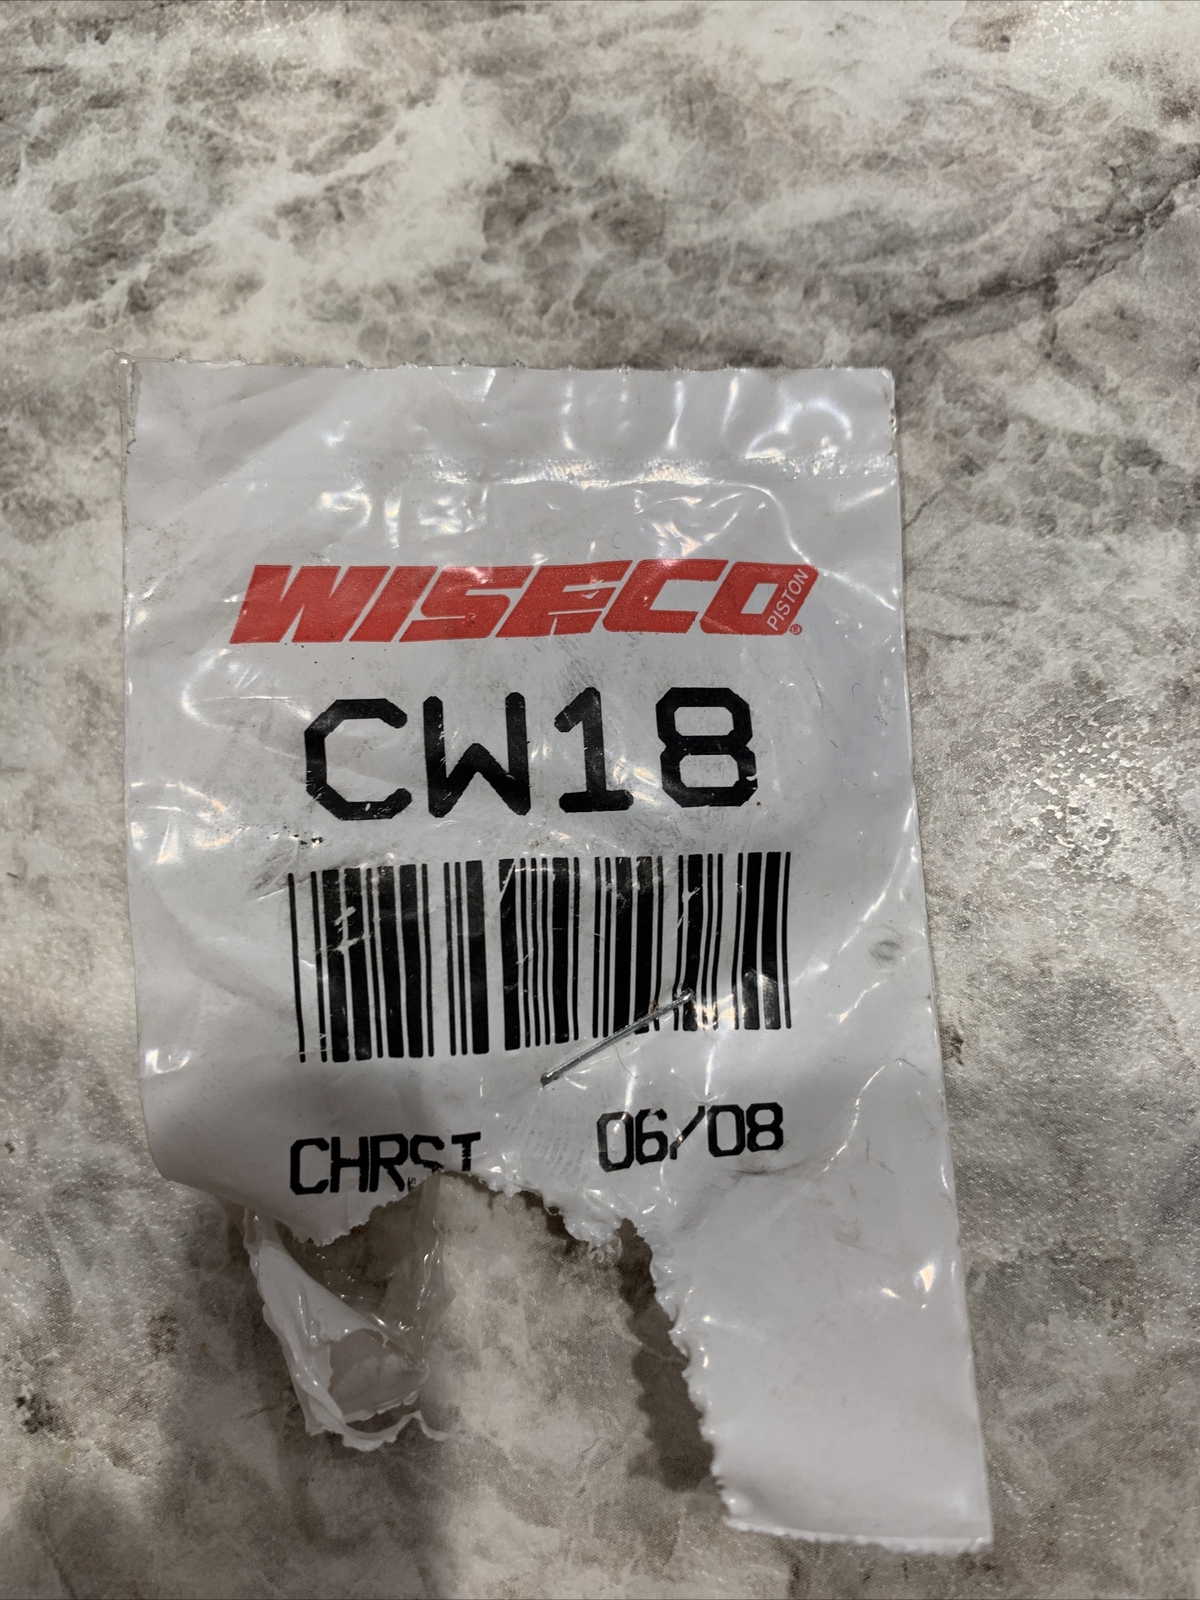 WISECO
PISTON
®
CW18
CHRST 06/08